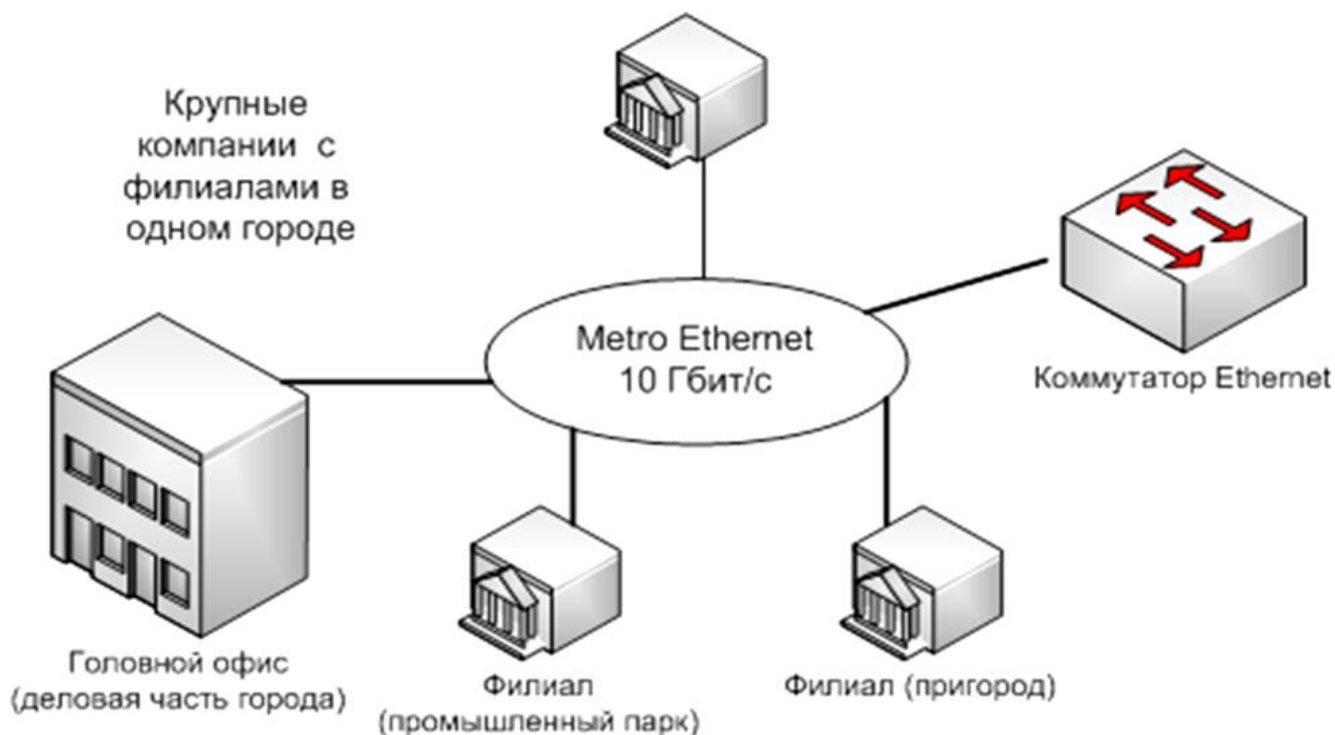 Крупные
компании с
филиалами в
одном городе
Metro Ethernet
10 Гбит/с
Коммутатор Ethernet
Головной офис
(деловая часть города)
Филиал
(промышленный парк)
Филиал (пригород)